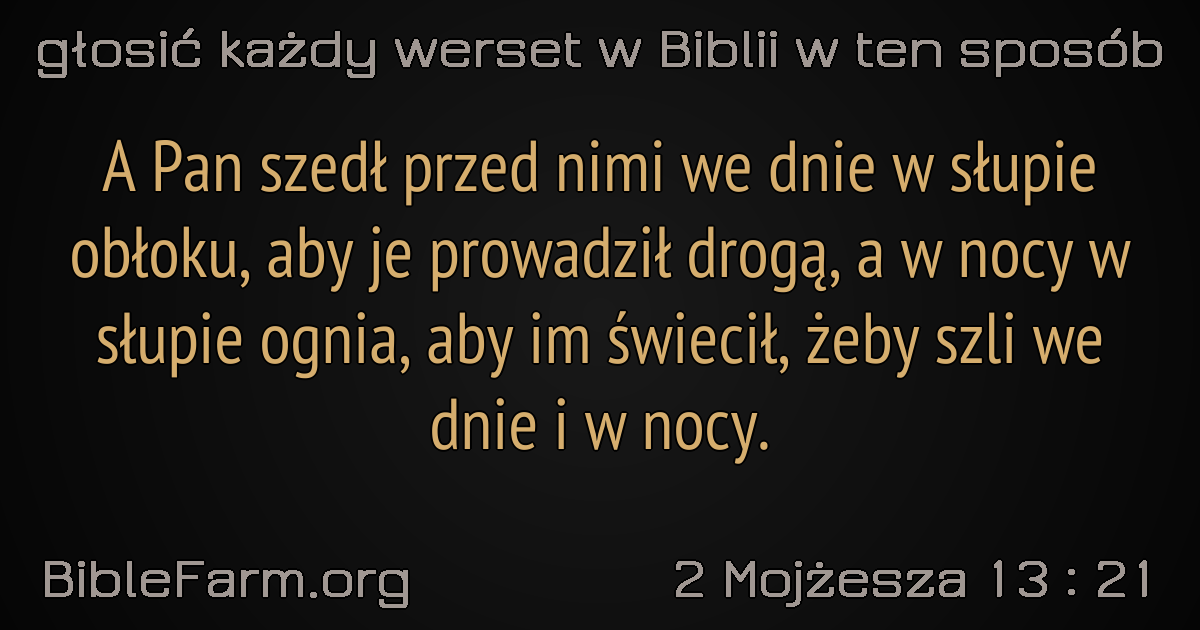 głosić każdy werset w Biblii w ten sposób
A Pan szedł przed nimi we dnie w słupie
obłoku, aby je prowadził drogą, a w nocy w
słupie ognia, aby im świecił, żeby szli we
dnie i w nocy.
BibleFarm.org
2 Mojżesza 13 : 21